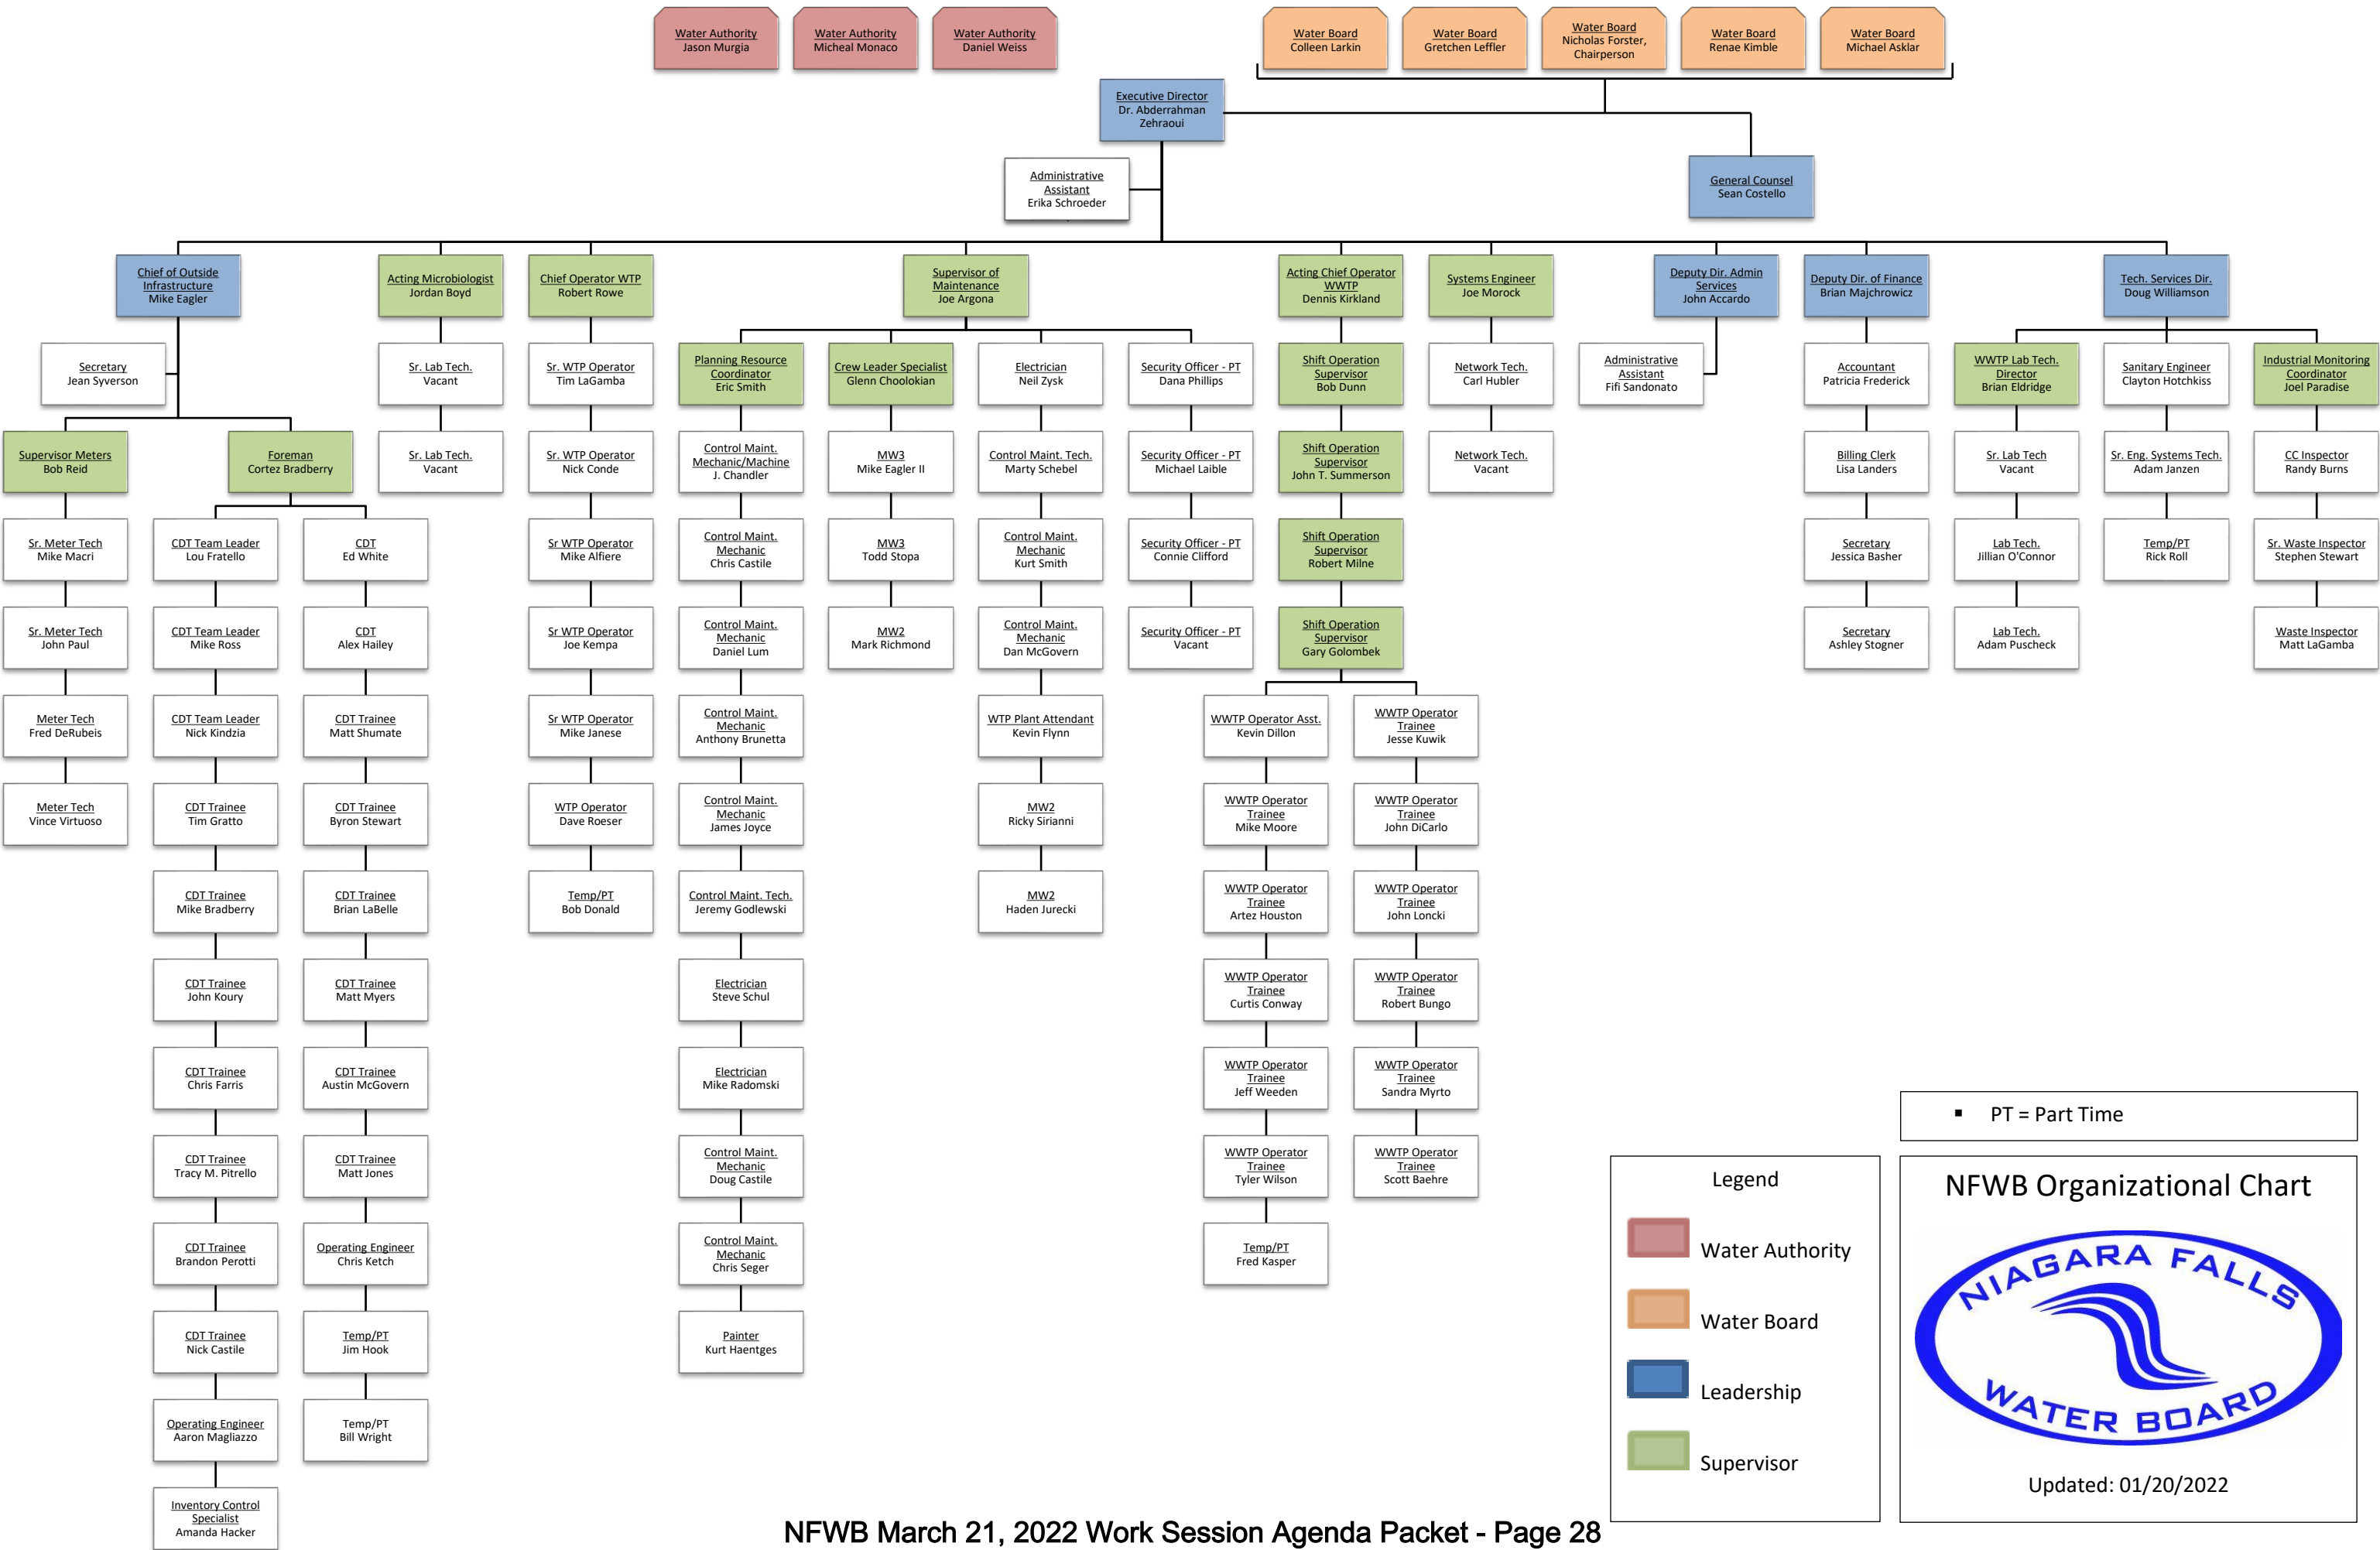 Water Authority
Jason Murgia
Water Authority
Micheal Monaco
Water Authority
Daniel Weiss
Water Board
Colleen Larkin
Water Board
Gretchen Leffler
Water Board
Nicholas Forster,
Chairperson
Water Board
Renae Kimble
Water Board
Michael Asklar
Executive Director
Dr. Abderrahman
Zehraoui
Administrative
Assistant
Erika Schroeder
General Counsel
Sean Costello
Chief of Outside
Infrastructure
Mike Eagler
Acting Microbiologist
Jordan Boyd
Chief Operator WTP
Robert Rowe
Supervisor of
Maintenance
Joe Argona
Acting Chief Operator
WWTP
Dennis Kirkland
Systems Engineer
Joe Morock
Deputy Dir. Admin
Services
John Accardo
Deputy Dir. of Finance
Brian Majchrowicz
Tech. Services Dir.
Doug Williamson
Secretary
Jean Syverson
Sr. Lab Tech.
Vacant
Sr. WTP Operator
Tim LaGamba
Planning Resource
Coordinator
Eric Smith
Crew Leader Specialist
Glenn Choolokian
Electrician
Neil Zysk
Security Officer - PT
Dana Phillips
Shift Operation
Supervisor
Bob Dunn
Network Tech.
Carl Hubler
Administrative
Assistant
Fifi Sandonato
Accountant
Patricia Frederick
WWTP Lab Tech.
Director
Brian Eldridge
Sanitary Engineer
Clayton Hotchkiss
Industrial Monitoring
Coordinator
Joel Paradise
Supervisor Meters
Bob Reid
Foreman
Cortez Bradberry
Sr. Lab Tech.
Vacant
Sr. WTP Operator
Nick Conde
Control Maint.
Mechanic/Machine
J. Chandler
MW3
Mike Eagler II
Control Maint. Tech.
Marty Schebel
Security Officer - PT
Michael Laible
Shift Operation
Supervisor
John T. Summerson
Network Tech.
Vacant
Billing Clerk
Lisa Landers
Sr. Lab Tech
Vacant
Sr. Eng. Systems Tech.
Adam Janzen
CC Inspector
Randy Burns
Sr. Meter Tech
Mike Macri
CDT Team Leader
Lou Fratello
CDT
Ed White
Sr WTP Operator
Mike Alfiere
Control Maint.
Mechanic
Chris Castile
MW3
Todd Stopa
Control Maint.
Mechanic
Kurt Smith
Security Officer - PT
Connie Clifford
Shift Operation
Supervisor
Robert Milne
Secretary
Jessica Basher
Lab Tech.
Jillian O'Connor
Temp/PT
Rick Roll
Sr. Waste Inspector
Stephen Stewart
Sr. Meter Tech
John Paul
CDT Team Leader
Mike Ross
CDT
Alex Hailey
Sr WTP Operator
Joe Kempa
Control Maint.
Mechanic
Daniel Lum
MW2
Mark Richmond
Control Maint.
Mechanic
Dan McGovern
Security Officer - PT
Vacant
Shift Operation
Supervisor
Gary Golombek
Secretary
Ashley Stogner
Lab Tech.
Adam Puscheck
Waste Inspector
Matt LaGamba
Meter Tech
Fred DeRubeis
CDT Team Leader
Nick Kindzia
CDT Trainee
Matt Shumate
Sr WTP Operator
Mike Janese
Control Maint.
Mechanic
Anthony Brunetta
WTP Plant Attendant
Kevin Flynn
WWTP Operator Asst.
Kevin Dillon
WWTP Operator
Trainee
Jesse Kuwik
Meter Tech
Vince Virtuoso
CDT Trainee
Tim Gratto
CDT Trainee
Byron Stewart
WTP Operator
Dave Roeser
Control Maint.
Mechanic
James Joyce
MW2
Ricky Sirianni
WWTP Operator
Trainee
Mike Moore
WWTP Operator
Trainee
John DiCarlo
CDT Trainee
Mike Bradberry
CDT Trainee
Brian LaBelle
Temp/PT
Bob Donald
Control Maint. Tech.
Jeremy Godlewski
MW2
Haden Jurecki
WWTP Operator
Trainee
Artez Houston
WWTP Operator
Trainee
John Loncki
CDT Trainee
John Koury
CDT Trainee
Matt Myers
Electrician
Steve Schul
WWTP Operator
Trainee
Curtis Conway
WWTP Operator
Trainee
Robert Bungo
CDT Trainee
Chris Farris
CDT Trainee
Austin McGovern
Electrician
Mike Radomski
WWTP Operator
Trainee
Jeff Weeden
WWTP Operator
Trainee
Sandra Myrto
CDT Trainee
Tracy M. Pitrello
CDT Trainee
Matt Jones
Control Maint.
Mechanic
Doug Castile
WWTP Operator
Trainee
Tyler Wilson
WWTP Operator
Trainee
Scott Baehre
CDT Trainee
Brandon Perotti
Operating Engineer
Chris Ketch
Control Maint.
Mechanic
Chris Seger
Temp/PT
Fred Kasper
CDT Trainee
Nick Castile
Temp/PT
Jim Hook
Painter
Kurt Haentges
Operating Engineer
Aaron Magliazzo
Temp/PT
Bill Wright
Inventory Control
Specialist
Amanda Hacker
▪ PT = Part Time
Legend
Water Authority
Water Board
Leadership
Supervisor
NFWB Organizational Chart
NIAGARA FALLS
WATER BOARD
Updated: 01/20/2022
NFWB March 21, 2022 Work Session Agenda Packet - Page 28